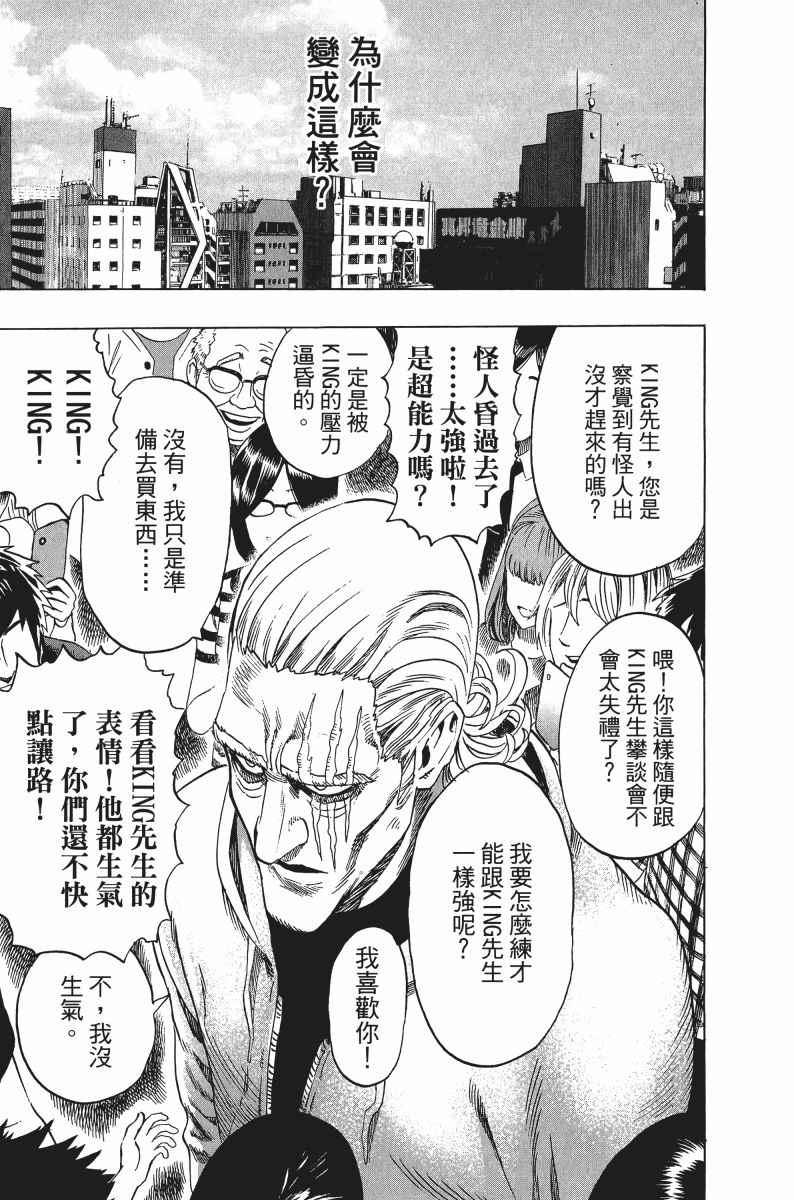 為什麼會
變成這樣？
KING先生，您是
察覺到有怪人出
沒才趕來的嗎？
怪人昏過去了
……太強啦！
是超能力嗎？
一定是被
KING的壓力
逼昏的。
沒有，我只是準
備去買東西……
KING！
KING！
喂！你這樣隨便跟
KING先生攀談會不
會太失禮了？
我要怎麼練才
能跟KING先生
一樣強呢？
我喜歡你！
看看KING先生的
表情！他都生氣
了，你們還不快
點讓路！
不，我沒
生氣。